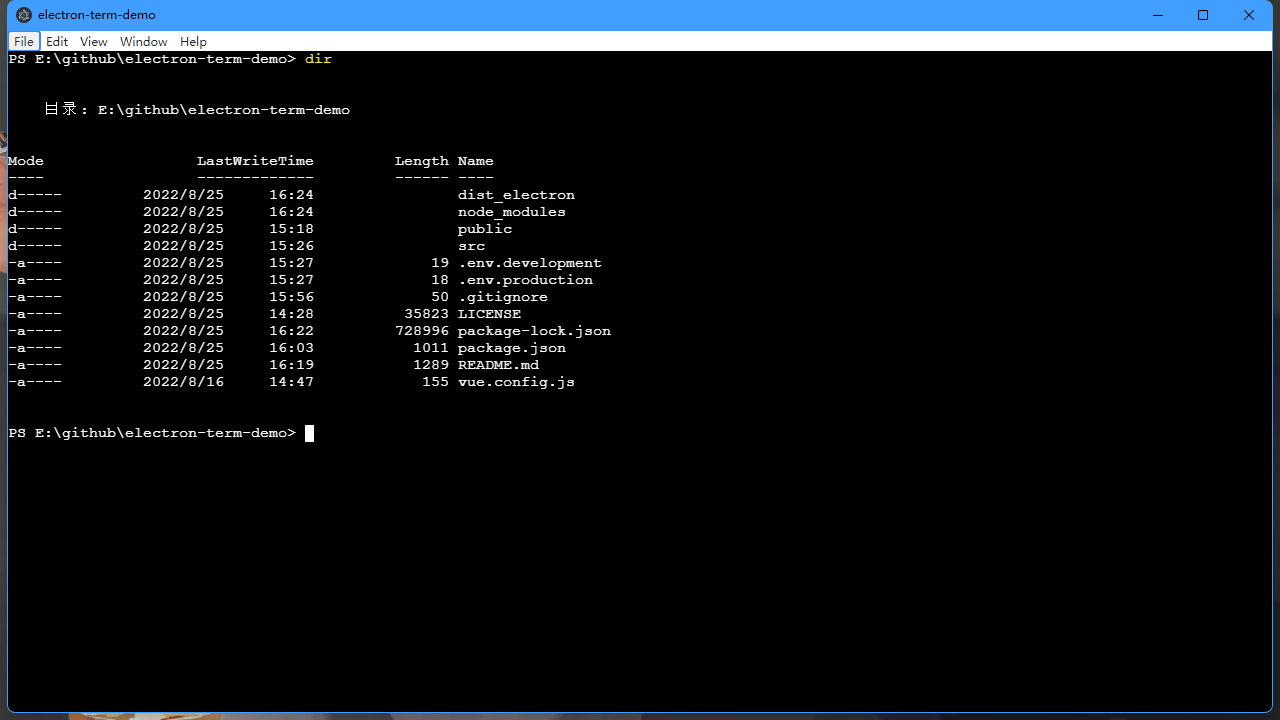 electron-term-demo
File Edit View Window Help
PS E:\github\electron-term-demo> dir
目录: E:\github\electron-term-demo
Mode                 LastWriteTime         Length Name
----                 -------------         ------ ----
d-----         2022/8/25     16:24                dist_electron
d-----         2022/8/25     16:24                node_modules
d-----         2022/8/25     15:18                public
d-----         2022/8/25     15:26                src
-a----         2022/8/25     15:27             19 .env.development
-a----         2022/8/25     15:27             18 .env.production
-a----         2022/8/25     15:56             50 .gitignore
-a----         2022/8/25     14:28          35823 LICENSE
-a----         2022/8/25     16:22         728996 package-lock.json
-a----         2022/8/25     16:03           1011 package.json
-a----         2022/8/25     16:19           1289 README.md
-a----         2022/8/16     14:47            155 vue.config.js
PS E:\github\electron-term-demo>